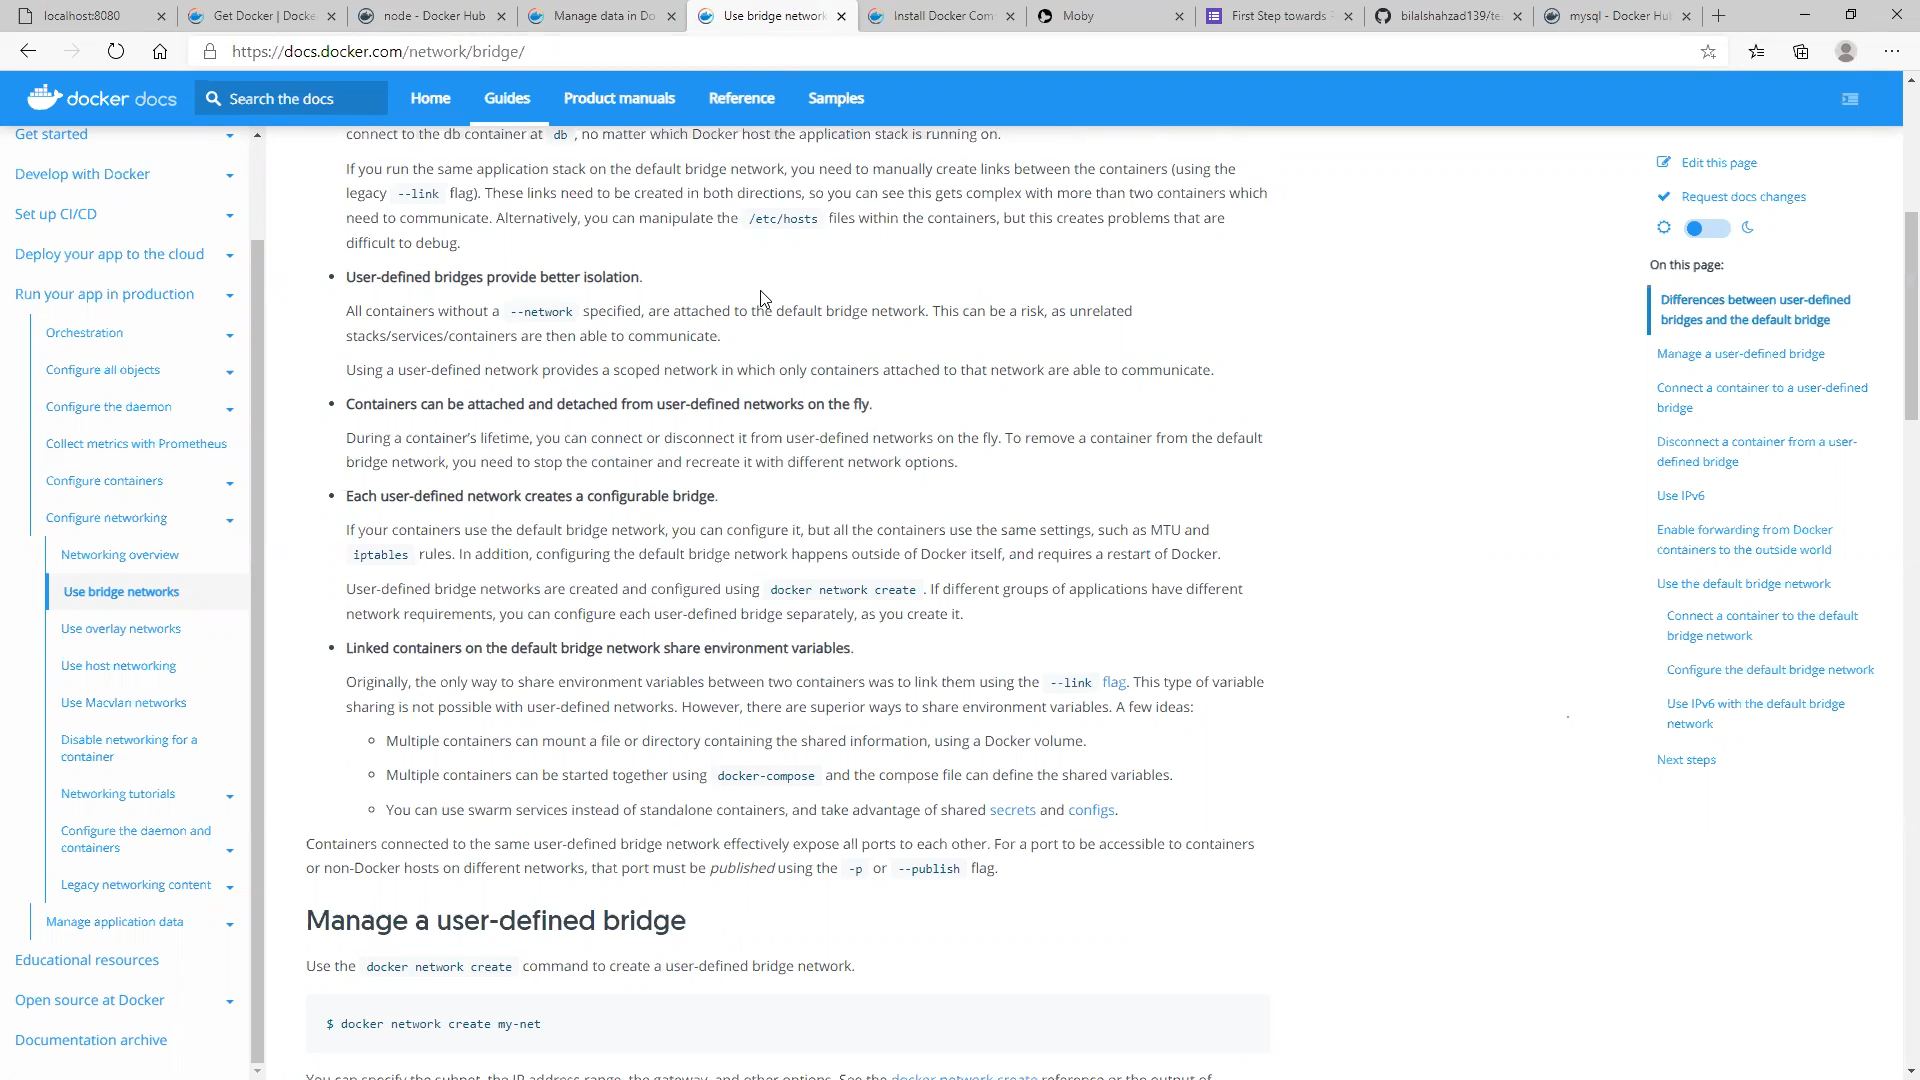 localhost:8080
Get Docker | Docke
node - Docker Hub
Manage data in Do
Use bridge network
Install Docker Com
Moby
First Step towards
bilalshahzad139/te
mysql - Docker Hu
https://docs.docker.com/network/bridge/
docker docs
Search the docs
Home
Guides
Product manuals
Reference
Samples
Get started
Develop with Docker
Set up CI/CD
Deploy your app to the cloud
Run your app in production
Orchestration
Configure all objects
Configure the daemon
Collect metrics with Prometheus
Configure containers
Configure networking
Networking overview
Use bridge networks
Use overlay networks
Use host networking
Use Macvlan networks
Disable networking for a
container
Networking tutorials
Configure the daemon and
containers
Legacy networking content
Manage application data
Educational resources
Open source at Docker
Documentation archive
connect to the db container at db , no matter which Docker host the application stack is running on.
If you run the same application stack on the default bridge network, you need to manually create links between the containers (using the
legacy --link flag). These links need to be created in both directions, so you can see this gets complex with more than two containers which
need to communicate. Alternatively, you can manipulate the /etc/hosts files within the containers, but this creates problems that are
difficult to debug.
• User-defined bridges provide better isolation.
All containers without a --network specified, are attached to the default bridge network. This can be a risk, as unrelated
stacks/services/containers are then able to communicate.
Using a user-defined network provides a scoped network in which only containers attached to that network are able to communicate.
• Containers can be attached and detached from user-defined networks on the fly.
During a container’s lifetime, you can connect or disconnect it from user-defined networks on the fly. To remove a container from the default
bridge network, you need to stop the container and recreate it with different network options.
• Each user-defined network creates a configurable bridge.
If your containers use the default bridge network, you can configure it, but all the containers use the same settings, such as MTU and
iptables rules. In addition, configuring the default bridge network happens outside of Docker itself, and requires a restart of Docker.
User-defined bridge networks are created and configured using docker network create . If different groups of applications have different
network requirements, you can configure each user-defined bridge separately, as you create it.
• Linked containers on the default bridge network share environment variables.
Originally, the only way to share environment variables between two containers was to link them using the --link flag. This type of variable
sharing is not possible with user-defined networks. However, there are superior ways to share environment variables. A few ideas:
◦ Multiple containers can mount a file or directory containing the shared information, using a Docker volume.
◦ Multiple containers can be started together using docker-compose and the compose file can define the shared variables.
◦ You can use swarm services instead of standalone containers, and take advantage of shared secrets and configs.
Containers connected to the same user-defined bridge network effectively expose all ports to each other. For a port to be accessible to containers
or non-Docker hosts on different networks, that port must be published using the -p or --publish flag.
Manage a user-defined bridge
Use the docker network create command to create a user-defined bridge network.
$ docker network create my-net
You can specify the subnet, the IP address range, the gateway, and other options. See the docker network create reference or the output of
Edit this page
Request docs changes
On this page:
Differences between user-defined
bridges and the default bridge
Manage a user-defined bridge
Connect a container to a user-defined
bridge
Disconnect a container from a user-
defined bridge
Use IPv6
Enable forwarding from Docker
containers to the outside world
Use the default bridge network
Connect a container to the default
bridge network
Configure the default bridge network
Use IPv6 with the default bridge
network
Next steps